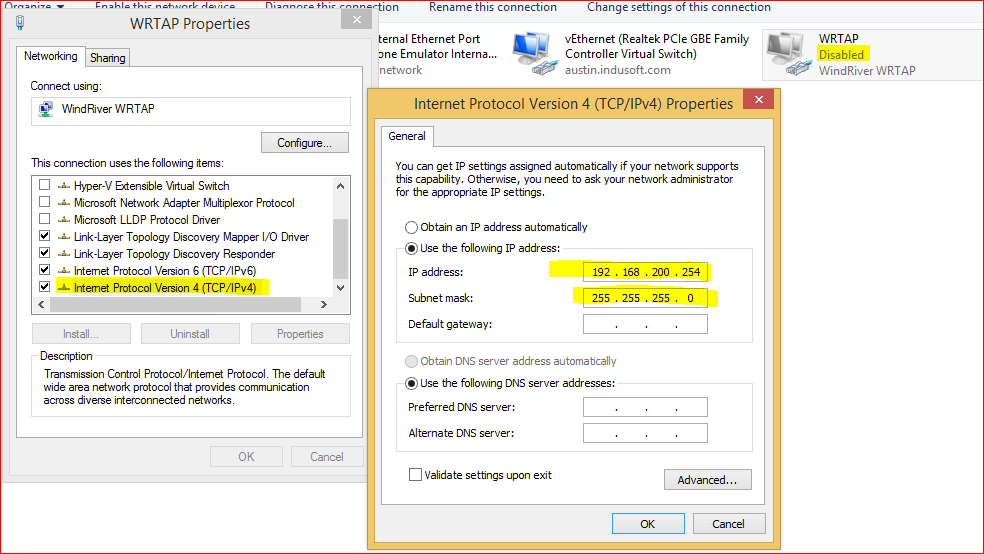 Organize
Enable this network device
Diagnose this connection
Rename this connection
Change settings of this connection
WRTAP Properties
Networking
Sharing
Connect using:
WindRiver WRTAP
Configure...
This connection uses the following items:
Hyper-V Extensible Virtual Switch
Microsoft Network Adapter Multiplexor Protocol
Microsoft LLDP Protocol Driver
Link-Layer Topology Discovery Mapper I/O Driver
Link-Layer Topology Discovery Responder
Internet Protocol Version 6 (TCP/IPv6)
Internet Protocol Version 4 (TCP/IPv4)
Install...
Uninstall
Properties
Description
Transmission Control Protocol/Internet Protocol. The default
wide area network protocol that provides communication
across diverse interconnected networks.
OK
Cancel
ternal Ethernet Port
one Emulator Interna...
network
vEthernet (Realtek PCIe GBE Family
Controller Virtual Switch)
austin.indusoft.com
WRTAP
Disabled
WindRiver WRTAP
Internet Protocol Version 4 (TCP/IPv4) Properties
General
You can get IP settings assigned automatically if your network supports
this capability. Otherwise, you need to ask your network administrator
for the appropriate IP settings.
Obtain an IP address automatically
Use the following IP address:
IP address: 192 . 168 . 200 . 254
Subnet mask: 255 . 255 . 255 . 0
Default gateway: . . .
Obtain DNS server address automatically
Use the following DNS server addresses:
Preferred DNS server: . . .
Alternate DNS server: . . .
Validate settings upon exit
Advanced...
OK
Cancel